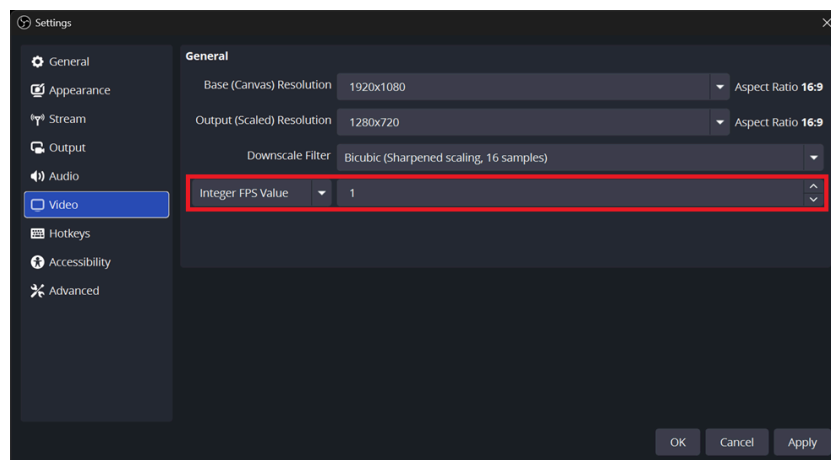 Settings
General
Appearance
Stream
Output
Audio
Video
Hotkeys
Accessibility
Advanced
General
Base (Canvas) Resolution 1920x1080 Aspect Ratio 16:9
Output (Scaled) Resolution 1280x720 Aspect Ratio 16:9
Downscale Filter Bicubic (Sharpened scaling, 16 samples)
Integer FPS Value 1
OK Cancel Apply